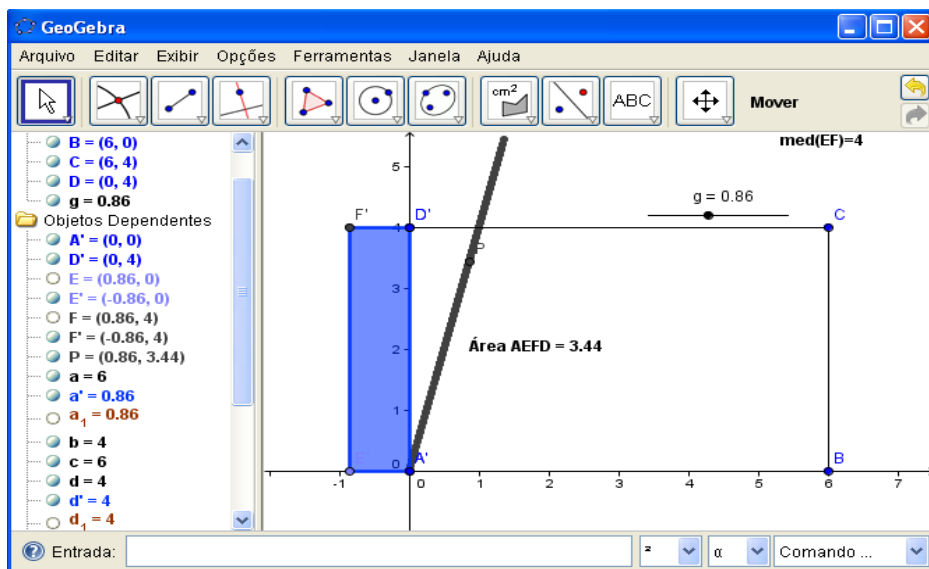 GeoGebra
Arquivo Editar Exibir Opções Ferramentas Janela Ajuda
cm² ABC Mover
B = (6, 0)
C = (6, 4)
D = (0, 4)
g = 0.86
Objetos Dependentes
A' = (0, 0)
D' = (0, 4)
E = (0.86, 0)
E' = (-0.86, 0)
F = (0.86, 4)
F' = (-0.86, 4)
P = (0.86, 3.44)
a = 6
a' = 0.86
a₁ = 0.86
b = 4
c = 6
d = 4
d' = 4
d₁ = 4
med(EF)=4
5
g = 0.86
F' D' C
4
P
3
Área AEFD = 3.44
2
1
0 A' B
-1 0 1 2 3 4 5 6 7
Entrada: ² α Comando ...